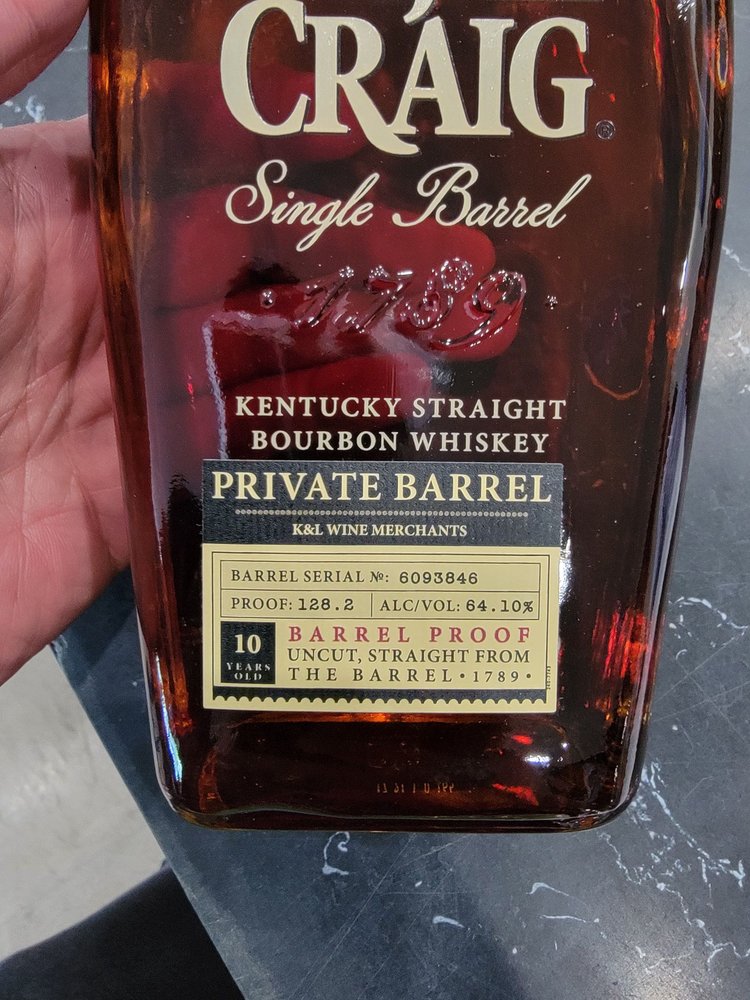 CRAIG®
Single Barrel
· 1789 ·
KENTUCKY STRAIGHT
BOURBON WHISKEY
PRIVATE BARREL
K&L WINE MERCHANTS
BARREL SERIAL №: 6093846
PROOF: 128.2 ALC/VOL: 64.10%
10
YEARS
OLD
BARREL PROOF
UNCUT, STRAIGHT FROM
THE BARREL • 1789 •